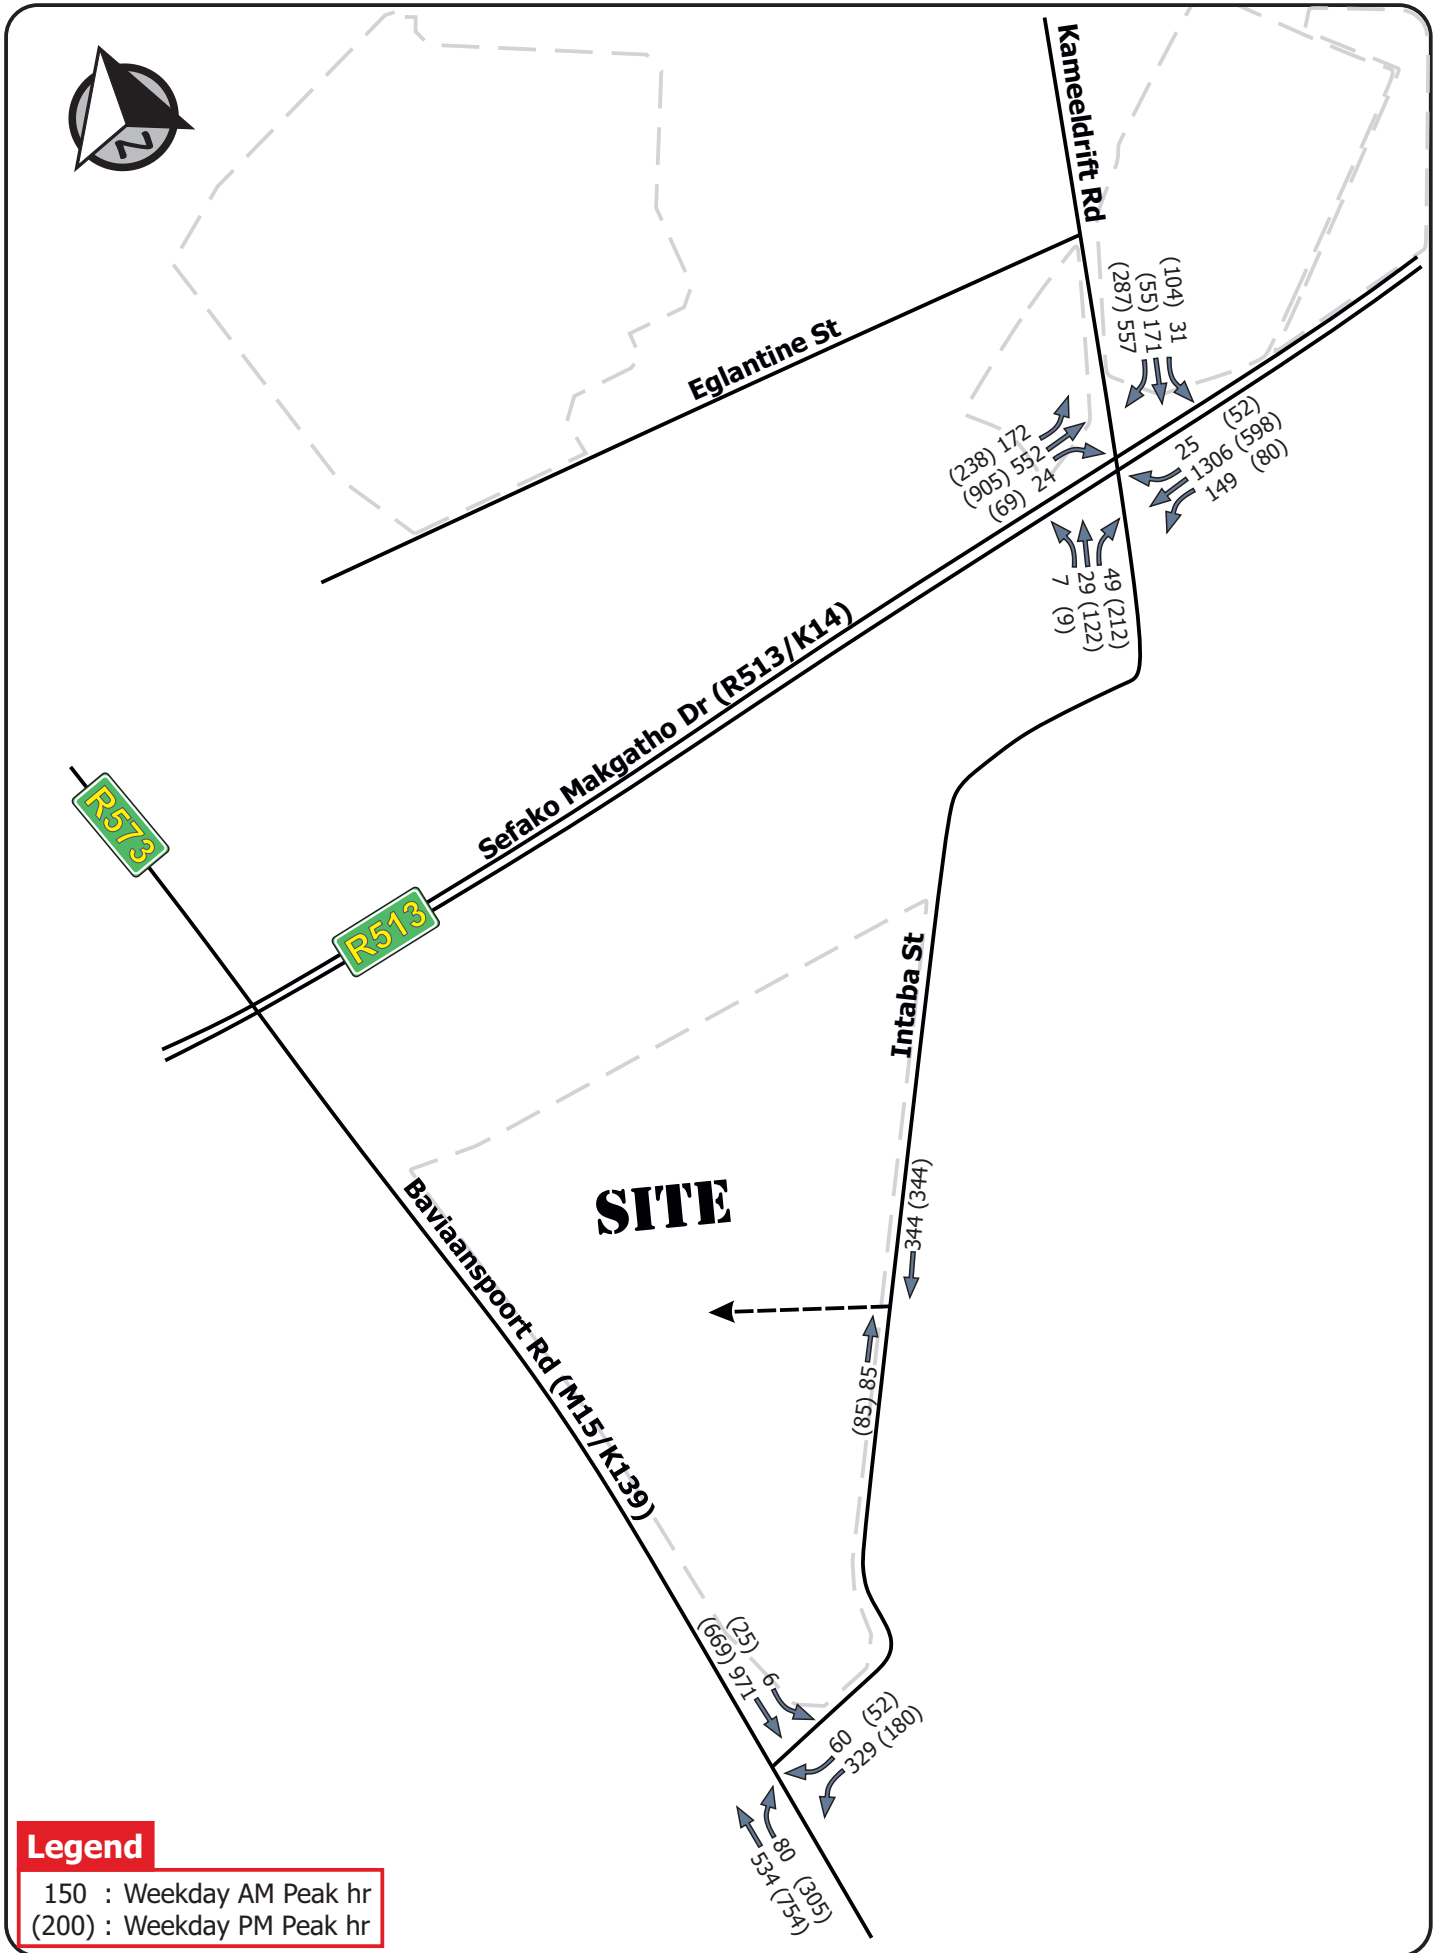 N
Kameeldrift Rd
(104) 31
(55) 171
(287) 557
Eglantine St
(238) 172
(905) 552
(69) 24
25 (52)
1306 (598)
149 (80)
7 (9)
29 (122)
49 (212)
Sefako Makgatho Dr (R513/K14)
R573
R513
Intaba St
344 (344)
SITE
(85) 85
Baviaanspoort Rd (M15/K139)
(25) 6
(669) 971
60 (52)
329 (180)
80 (305)
534 (754)
Legend
150 : Weekday AM Peak hr
(200) : Weekday PM Peak hr